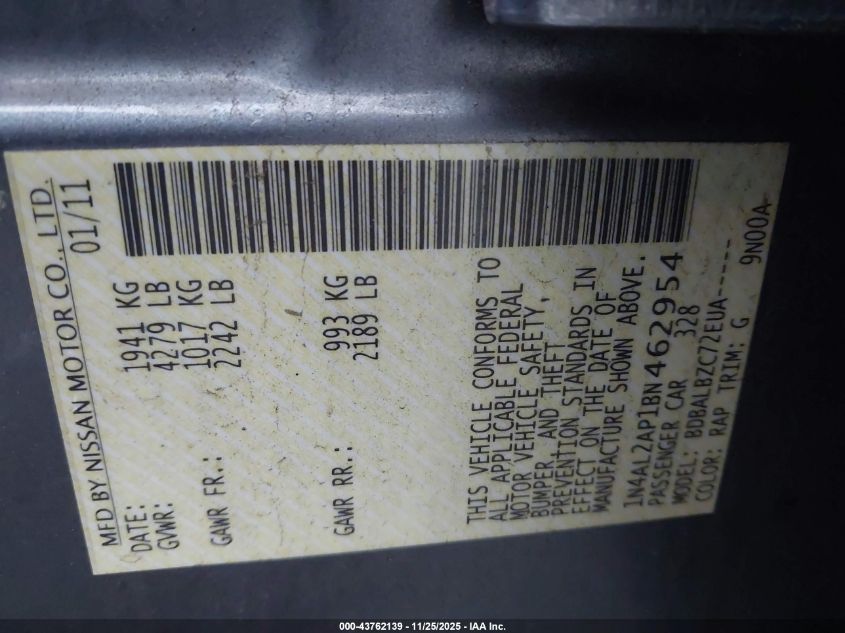 MFD BY NISSAN MOTOR CO., LTD.
DATE: 01/11
GVWR: 1941 KG
4279 LB
GAWR FR.: 1017 KG
2242 LB
GAWR RR.: 993 KG
2189 LB
THIS VEHICLE CONFORMS TO
ALL APPLICABLE FEDERAL
MOTOR VEHICLE SAFETY,
BUMPER, AND THEFT
PREVENTION STANDARDS IN
EFFECT ON THE DATE OF
MANUFACTURE SHOWN ABOVE.
1N4AL2AP1BN462954
PASSENGER CAR 328
MODEL: BDBALBZC72EUA-----
COLOR: RAP TRIM: G 9N00A
000-43762139 - 11/25/2025 - IAA Inc.